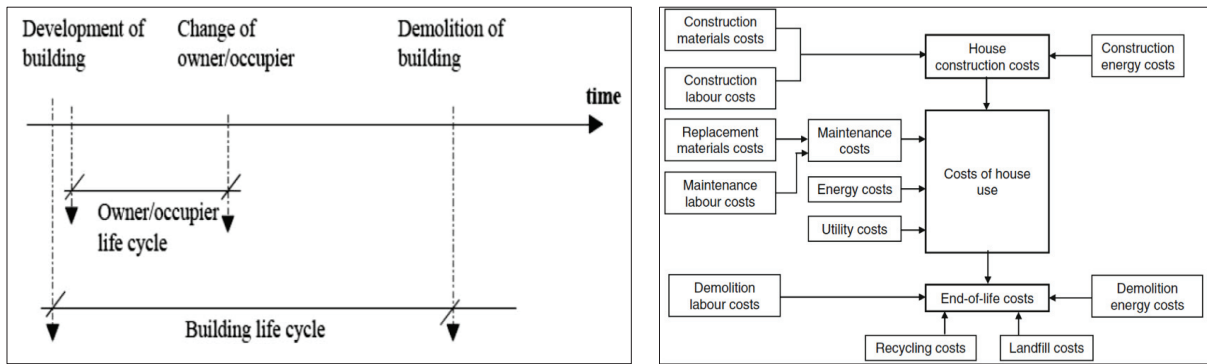 Development of
building
Change of
owner/occupier
Demolition of
building
time
Owner/occupier
life cycle
Building life cycle
Construction
materials costs
Construction
labour costs
House
construction costs
Construction
energy costs
Replacement
materials costs
Maintenance
costs
Maintenance
labour costs
Energy costs
Utility costs
Costs of house
use
Demolition
labour costs
End-of-life costs
Demolition
energy costs
Recycling costs
Landfill costs